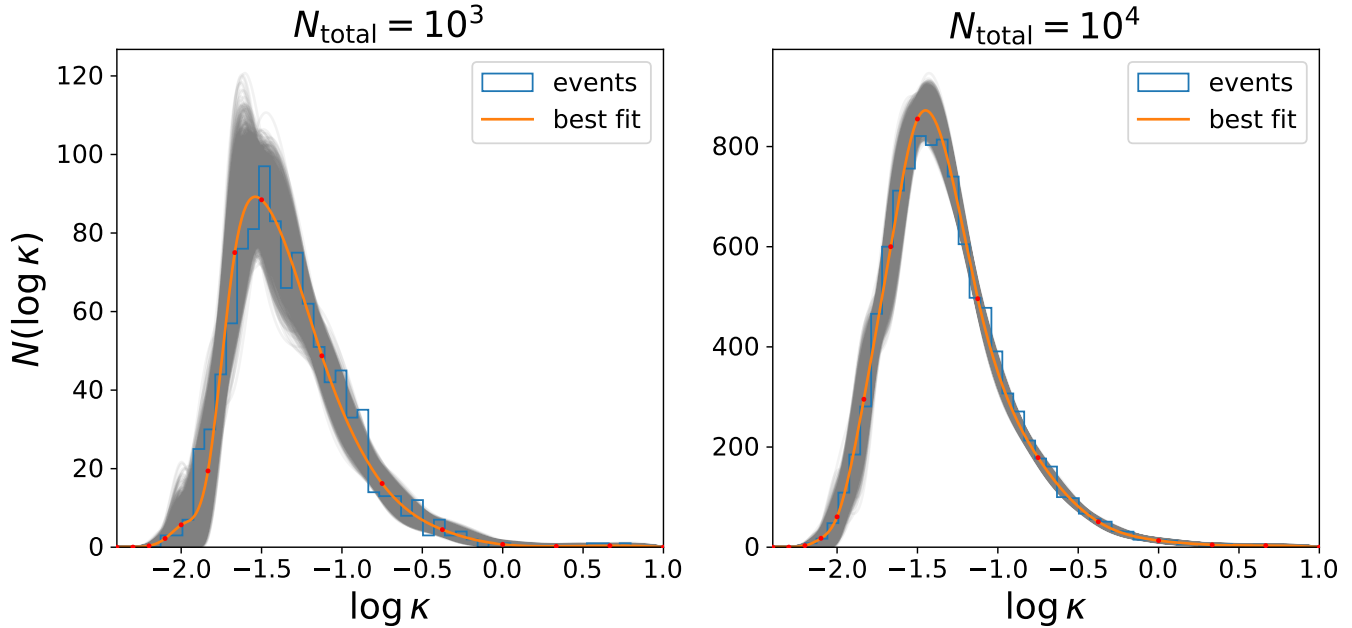 N_total = 10^3
120
100
80
60
40
20
0
N(log κ)
events
best fit
−2.0 −1.5 −1.0 −0.5 0.0 0.5 1.0
log κ
N_total = 10^4
800
600
400
200
0
events
best fit
−2.0 −1.5 −1.0 −0.5 0.0 0.5 1.0
log κ